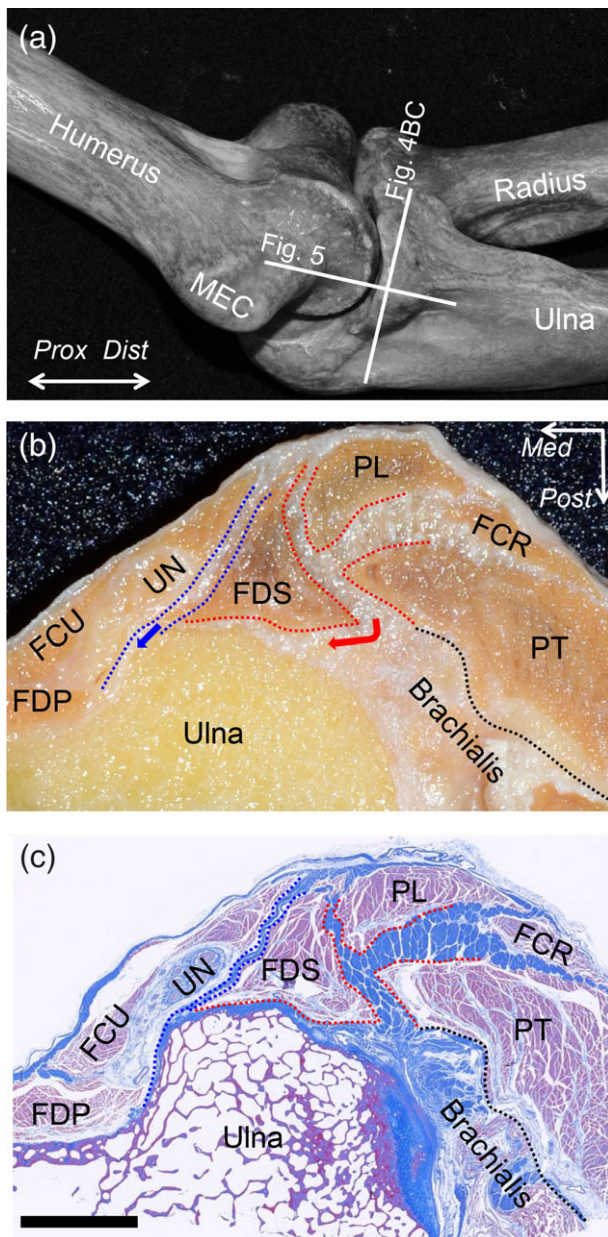 (a)
Humerus
Fig. 4BC
Radius
Fig. 5
MEC
Ulna
Prox Dist
(b)
Med
Post
PL
FCR
UN
FDS
FCU
PT
FDP
Ulna
Brachialis
(c)
PL
FCR
UN
FDS
FCU
PT
FDP
Ulna
Brachialis